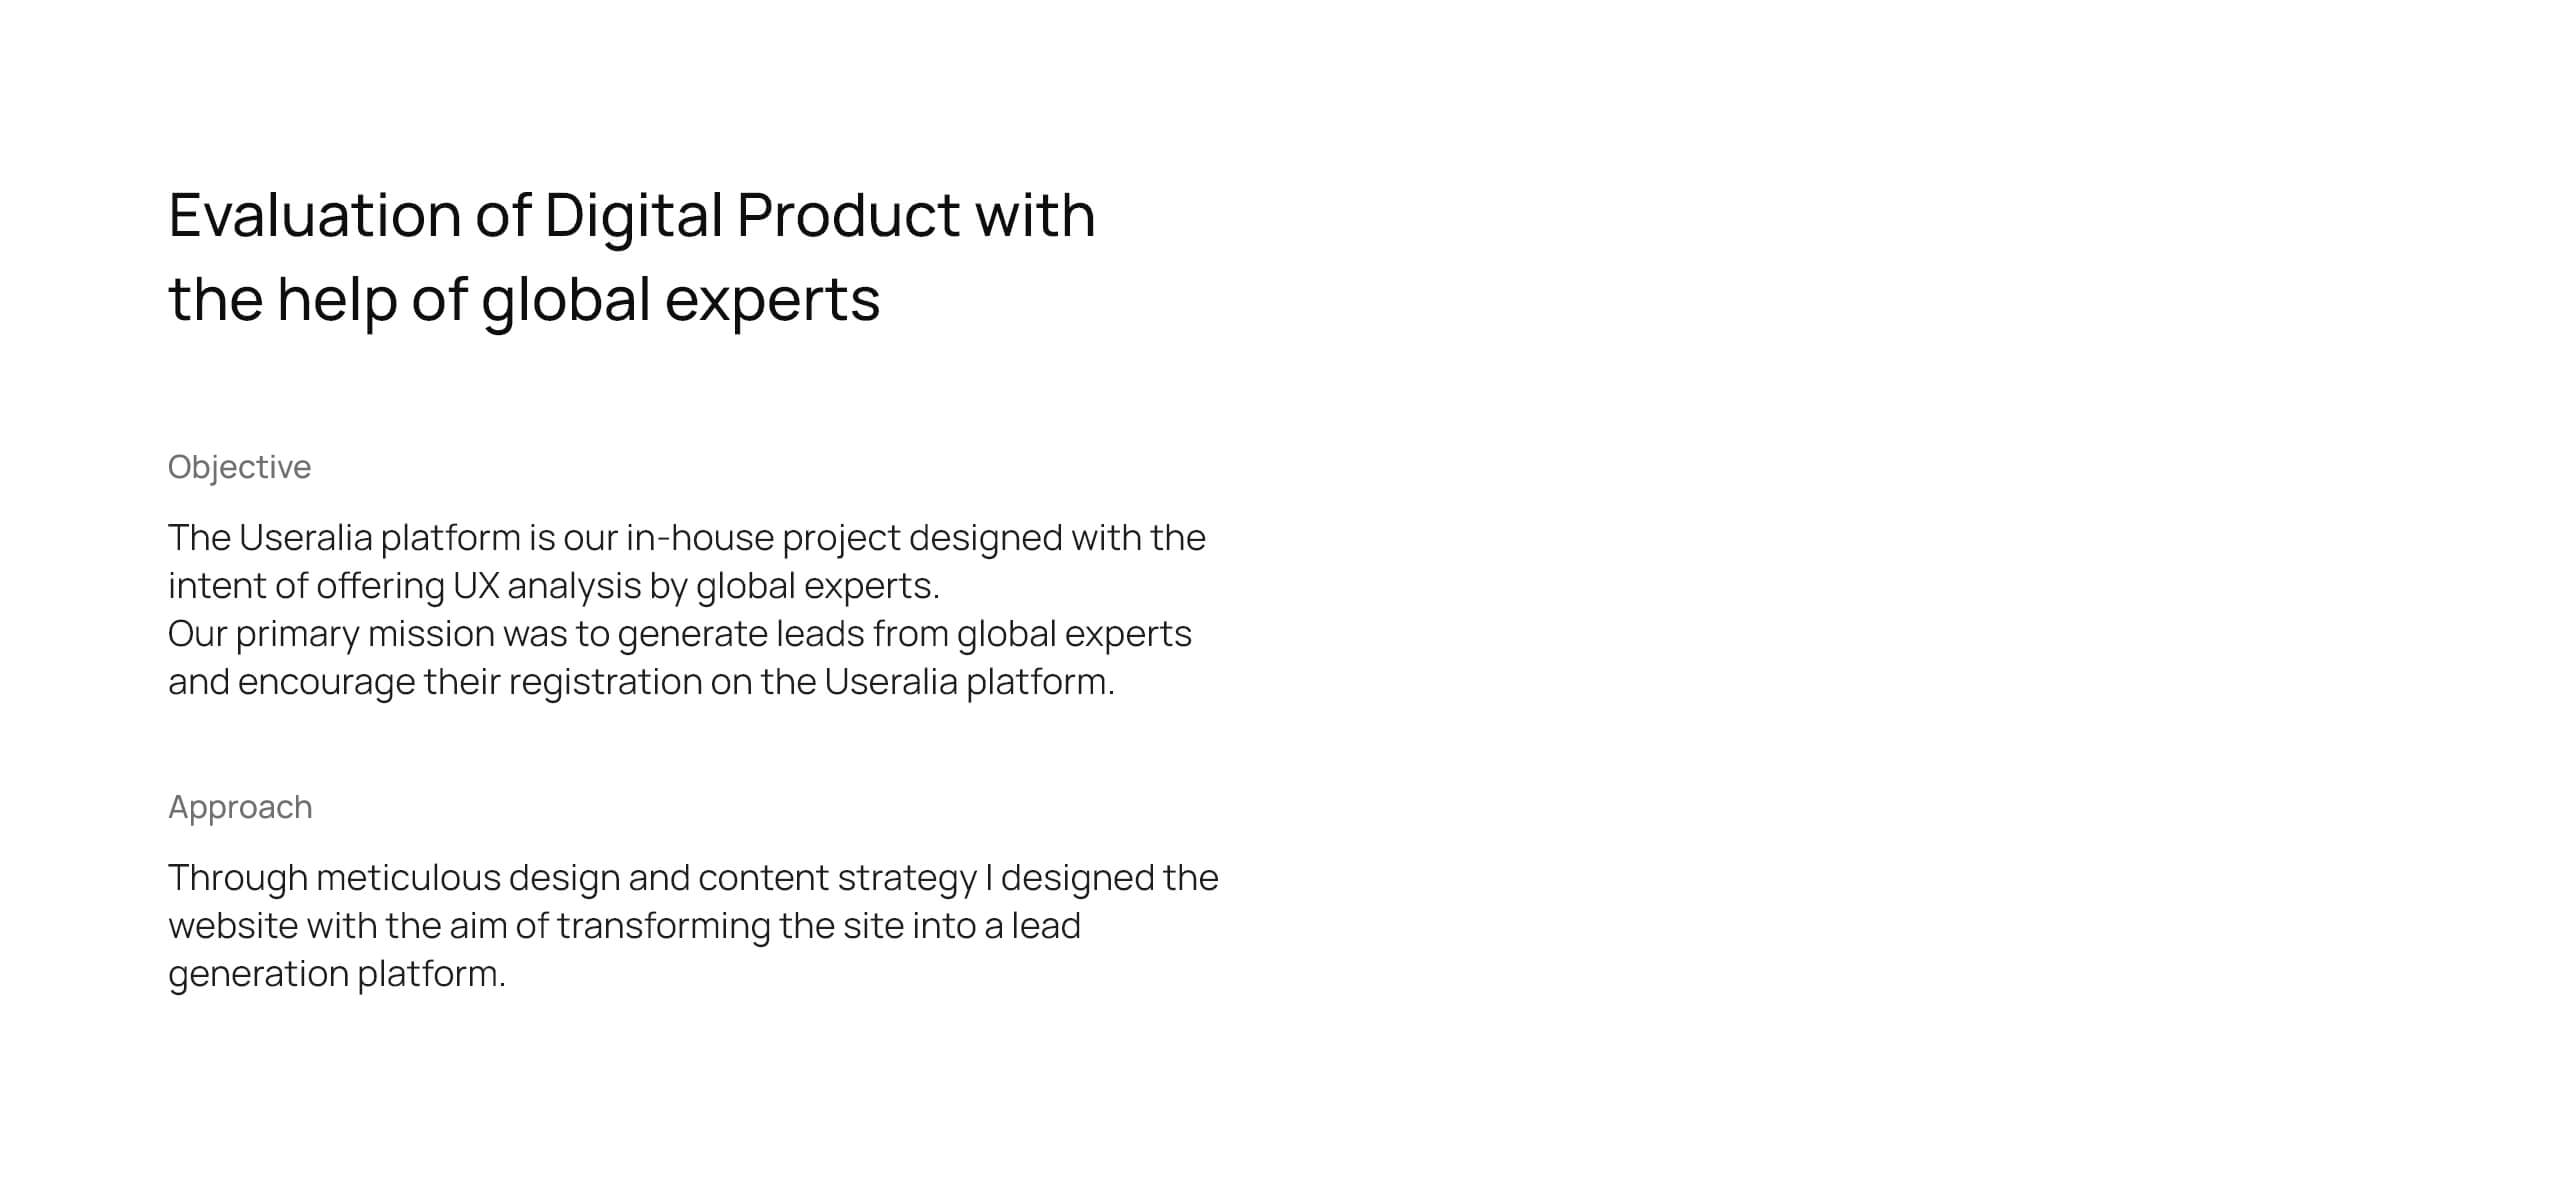 Evaluation of Digital Product with
the help of global experts
Objective
The Useralia platform is our in-house project designed with the
intent of offering UX analysis by global experts.
Our primary mission was to generate leads from global experts
and encourage their registration on the Useralia platform.
Approach
Through meticulous design and content strategy I designed the
website with the aim of transforming the site into a lead
generation platform.